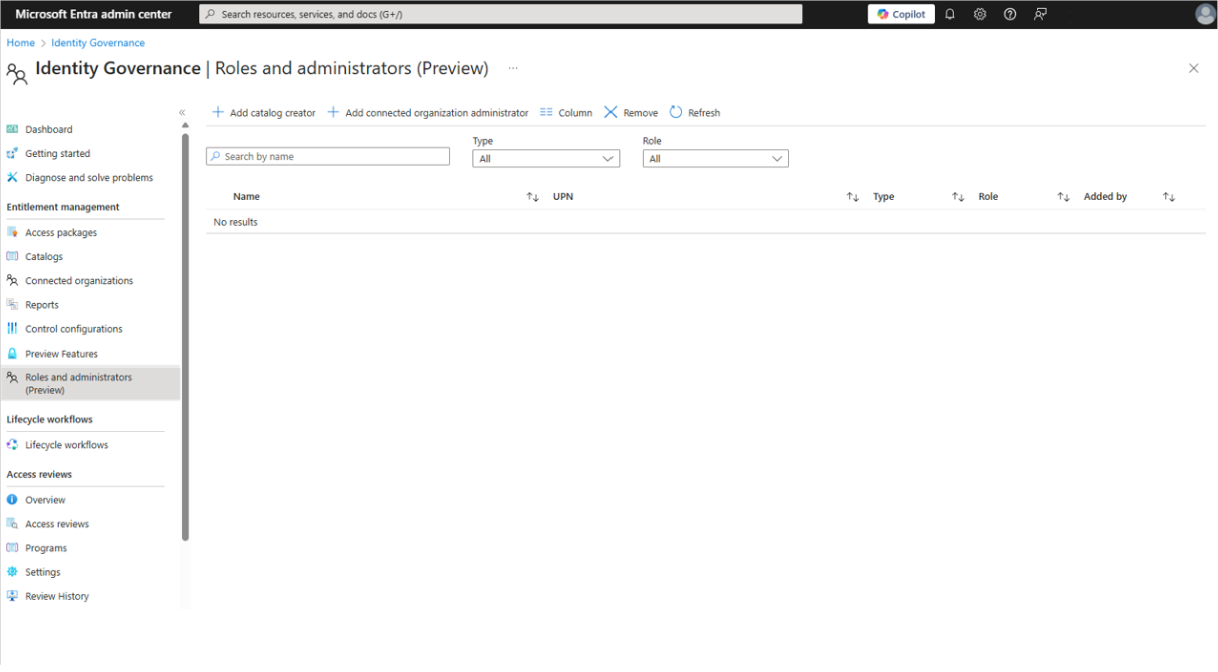 Microsoft Entra admin center
Search resources, services, and docs (G+/)
Copilot
Home > Identity Governance
Identity Governance | Roles and administrators (Preview) ...
Add catalog creator
Add connected organization administrator
Column
Remove
Refresh
Dashboard
Getting started
Diagnose and solve problems
Entitlement management
Access packages
Catalogs
Connected organizations
Reports
Control configurations
Preview Features
Roles and administrators
(Preview)
Lifecycle workflows
Lifecycle workflows
Access reviews
Overview
Access reviews
Programs
Settings
Review History
Search by name
Type
All
Role
All
Name
UPN
Type
Role
Added by
No results